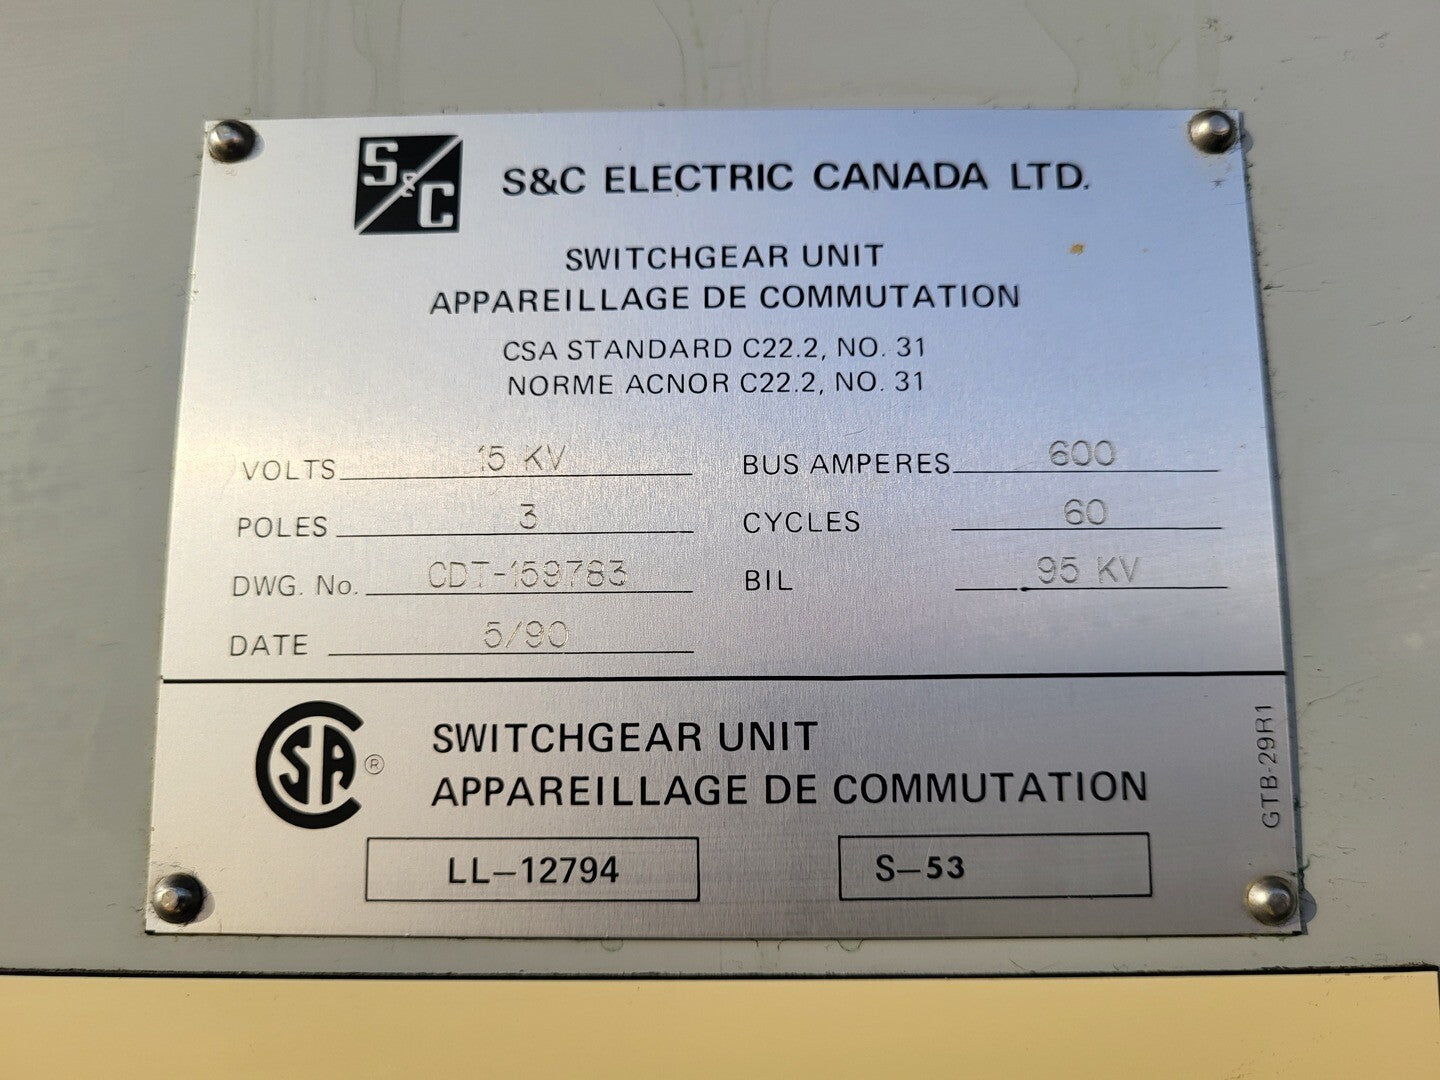 S&C S&C ELECTRIC CANADA LTD.
SWITCHGEAR UNIT
APPAREILLAGE DE COMMUTATION
CSA STANDARD C22.2, NO. 31
NORME ACNOR C22.2, NO. 31
VOLTS 15 KV BUS AMPERES 600
POLES 3 CYCLES 60
DWG. No. CDT-159783 BIL 95 KV
DATE 5/90
CSA ® SWITCHGEAR UNIT
APPAREILLAGE DE COMMUTATION
LL-12794 S-53
GTB-29R1